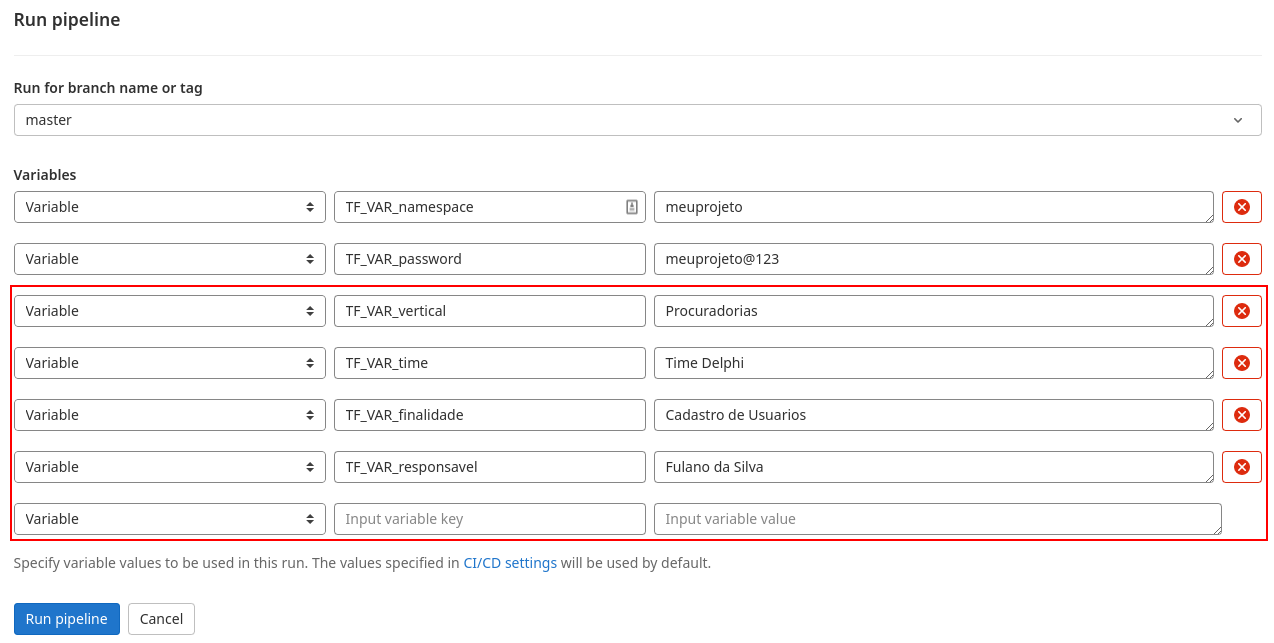 Run pipeline
Run for branch name or tag
master
Variables
Variable TF_VAR_namespace meuprojeto
Variable TF_VAR_password meuprojeto@123
Variable TF_VAR_vertical Procuradorias
Variable TF_VAR_time Time Delphi
Variable TF_VAR_finalidade Cadastro de Usuarios
Variable TF_VAR_responsavel Fulano da Silva
Variable Input variable key Input variable value
Specify variable values to be used in this run. The values specified in CI/CD settings will be used by default.
Run pipeline Cancel